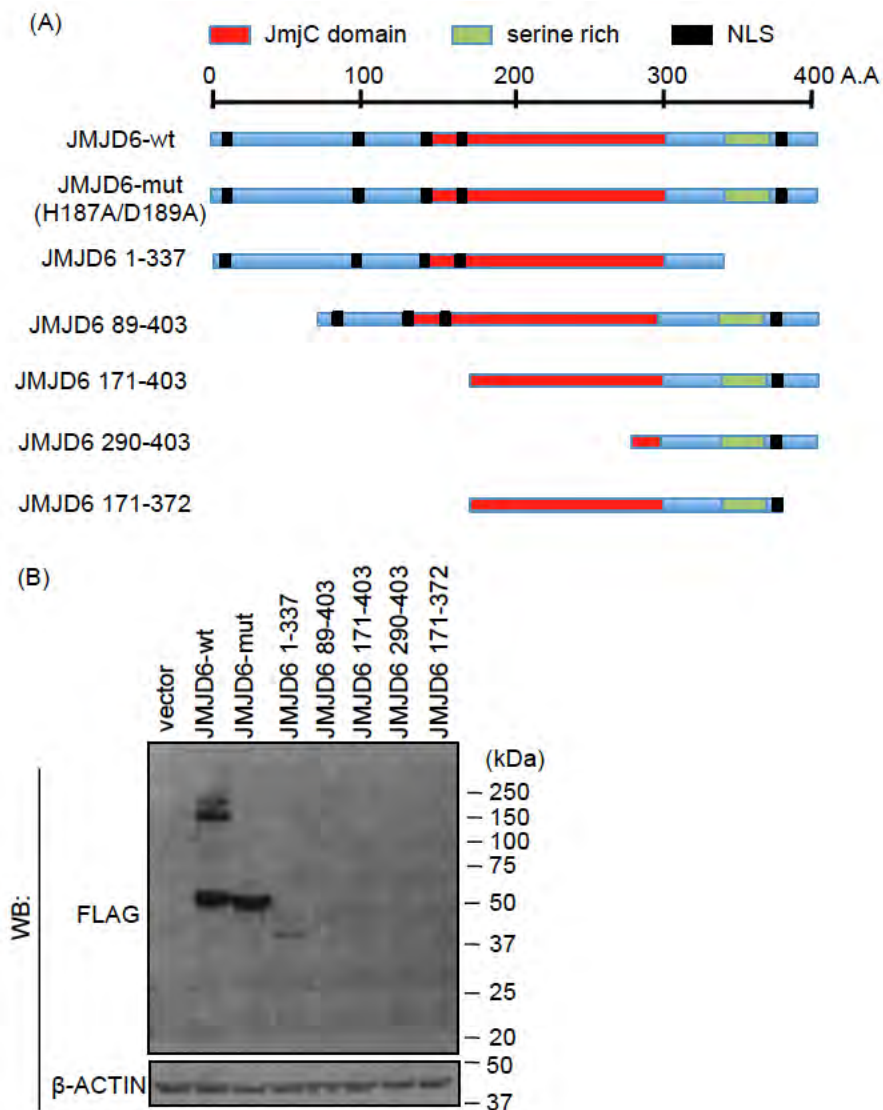 (A)
JmjC domain
serine rich
NLS
0 100 200 300 400 A.A
JMJD6-wt
JMJD6-mut
(H187A/D189A)
JMJD6 1-337
JMJD6 89-403
JMJD6 171-403
JMJD6 290-403
JMJD6 171-372
(B)
vector
JMJD6-wt
JMJD6-mut
JMJD6 1-337
JMJD6 89-403
JMJD6 171-403
JMJD6 290-403
JMJD6 171-372
(kDa)
250
150
100
75
50
37
25
20
WB:
FLAG
50
β-ACTIN
37